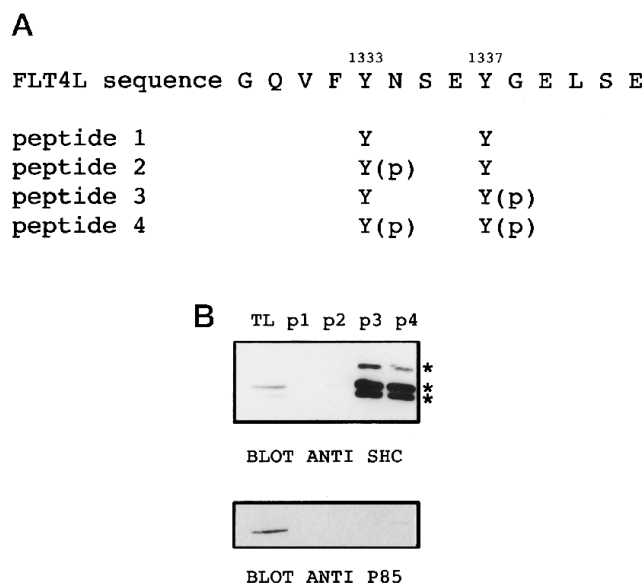 A
1333 1337
FLT4L sequence G Q V F Y N S E Y G E L S E
peptide 1 Y Y
peptide 2 Y(p) Y
peptide 3 Y Y(p)
peptide 4 Y(p) Y(p)
B
TL p1 p2 p3 p4
*
*
*
BLOT ANTI SHC
BLOT ANTI P85